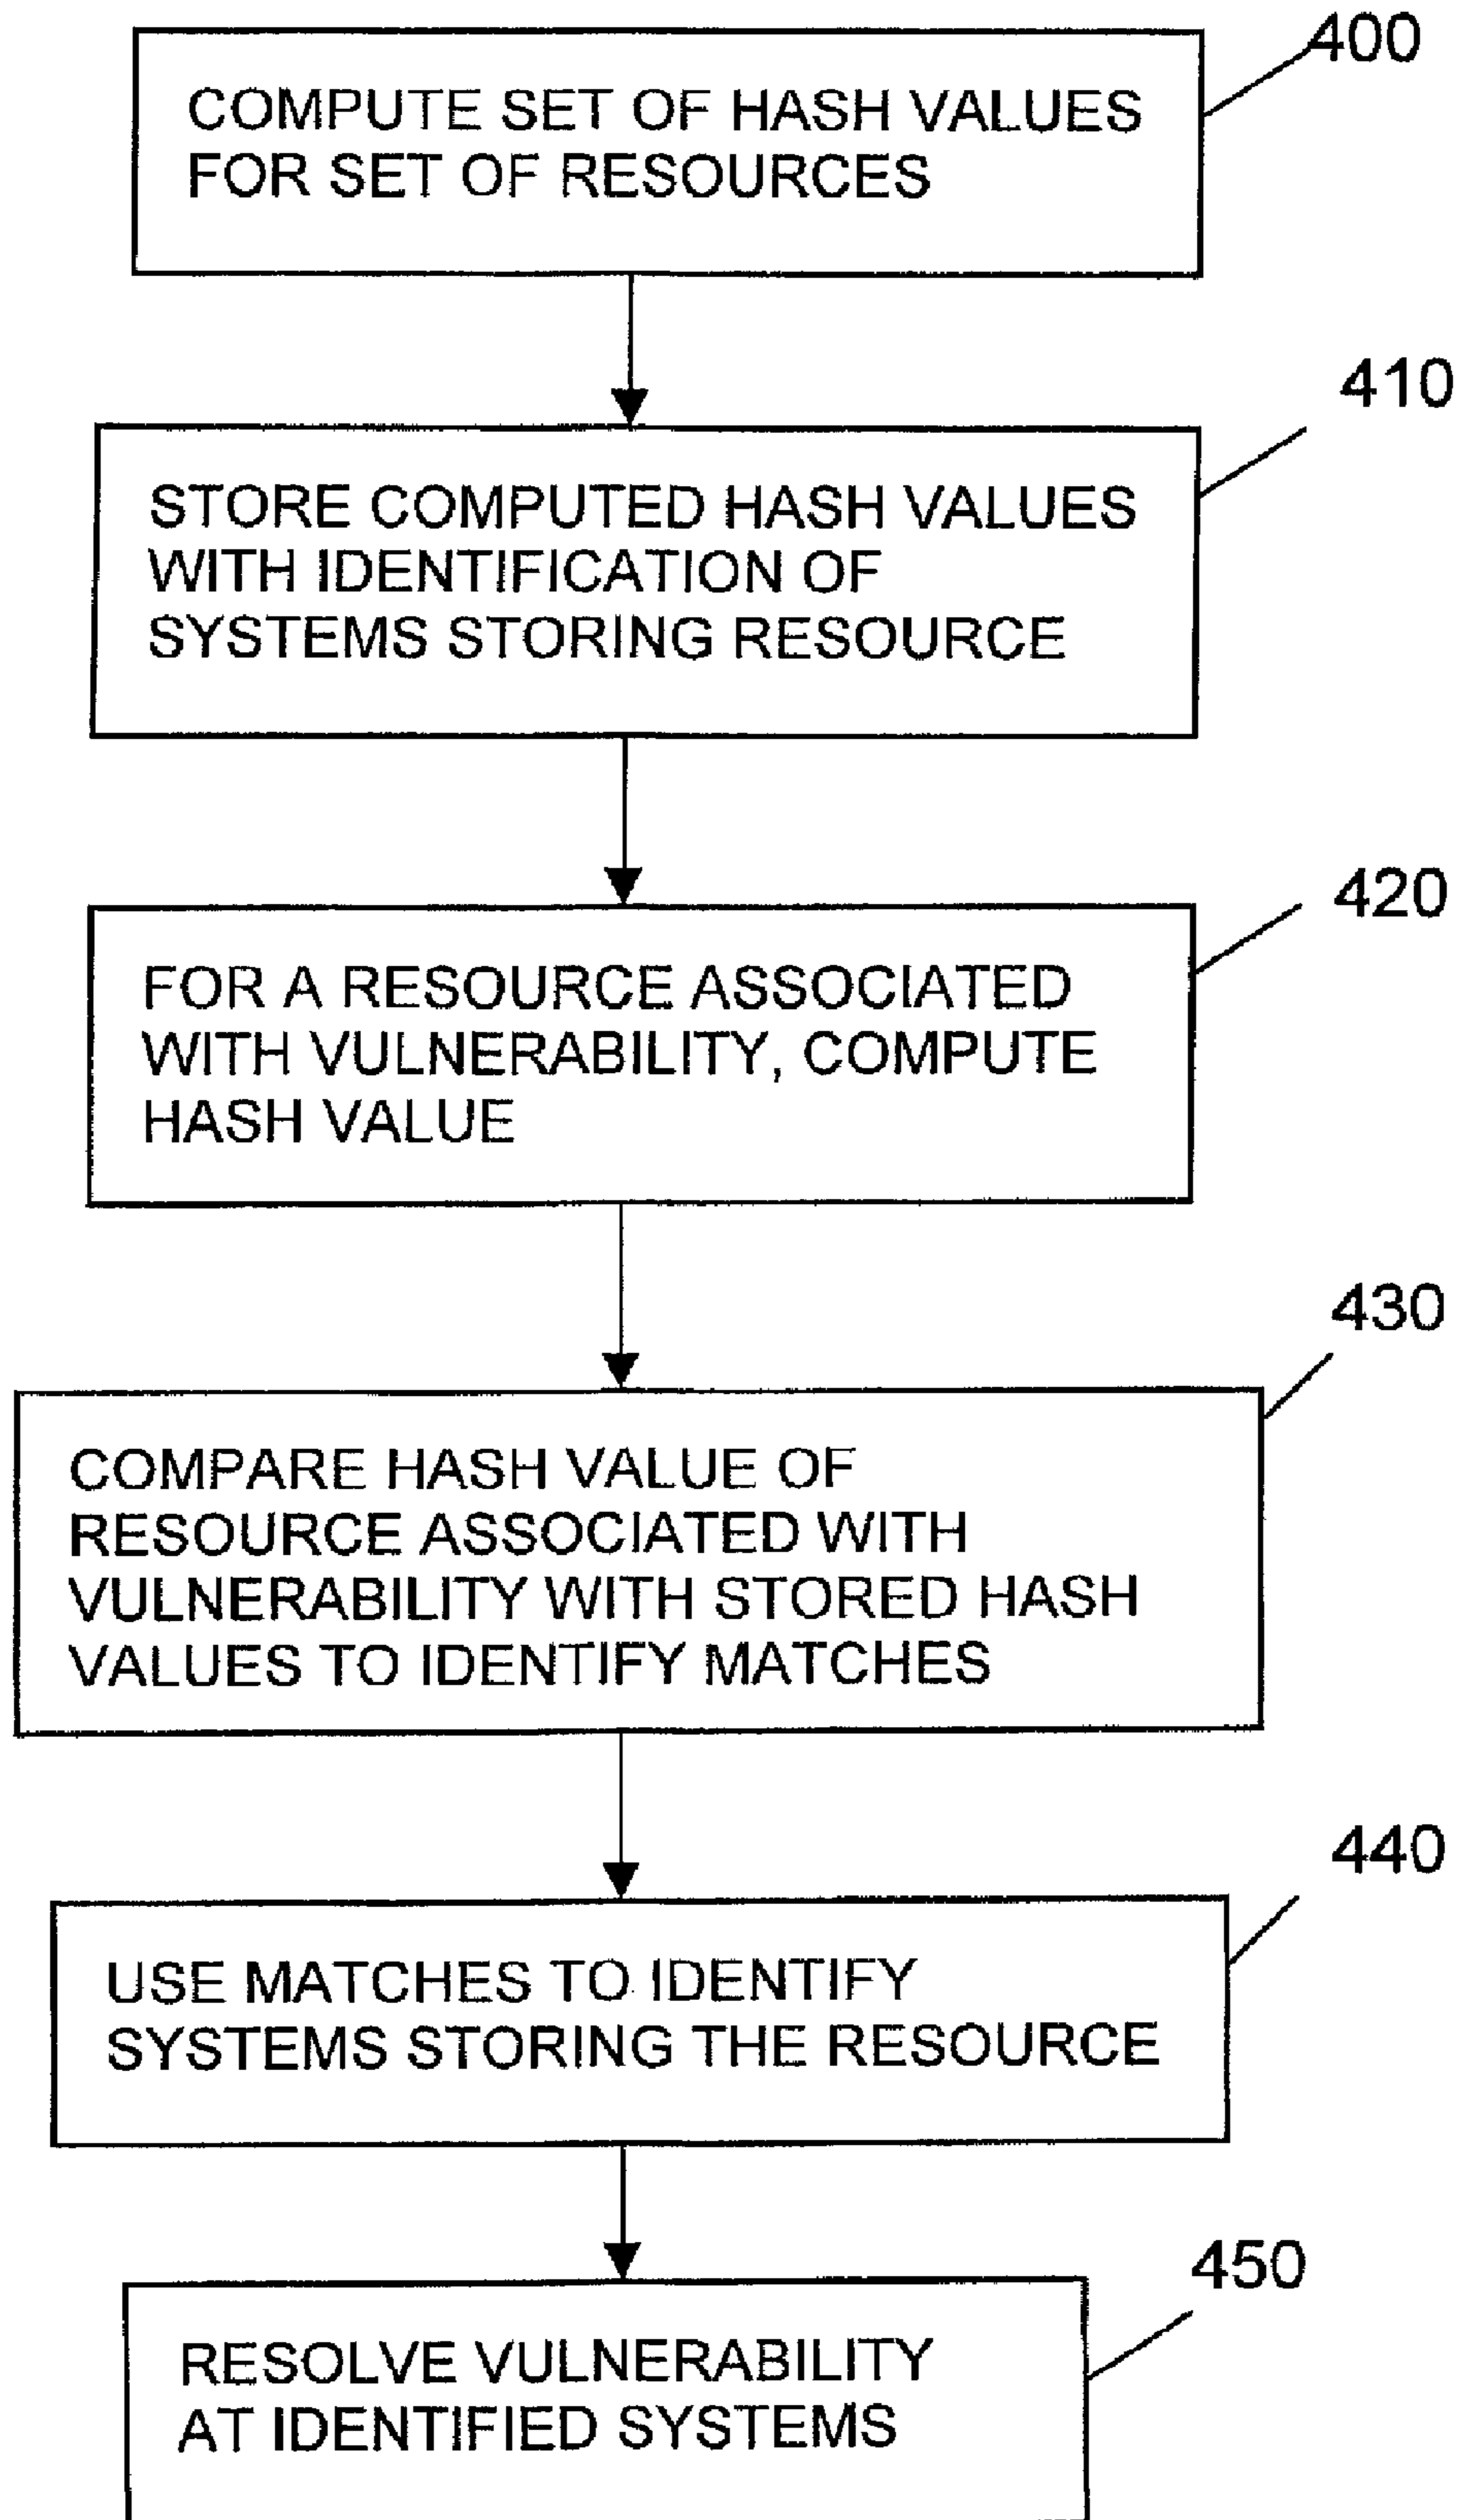 400
COMPUTE SET OF HASH VALUES
FOR SET OF RESOURCES
410
STORE COMPUTED HASH VALUES
WITH IDENTIFICATION OF
SYSTEMS STORING RESOURCE
420
FOR A RESOURCE ASSOCIATED
WITH VULNERABILITY, COMPUTE
HASH VALUE
430
COMPARE HASH VALUE OF
RESOURCE ASSOCIATED WITH
VULNERABILITY WITH STORED HASH
VALUES TO IDENTIFY MATCHES
440
USE MATCHES TO IDENTIFY
SYSTEMS STORING THE RESOURCE
450
RESOLVE VULNERABILITY
AT IDENTIFIED SYSTEMS